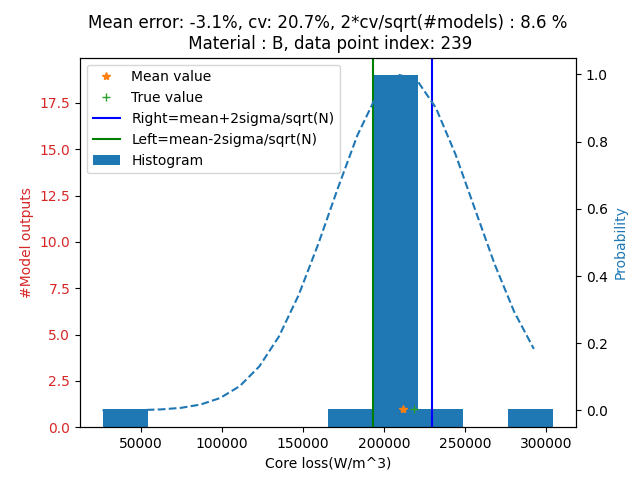 Mean error: -3.1%, cv: 20.7%, 2*cv/sqrt(#models) : 8.6 %
Material : B, data point index: 239
Mean value
True value
Right=mean+2sigma/sqrt(N)
Left=mean-2sigma/sqrt(N)
Histogram
#Model outputs
17.5
15.0
12.5
10.0
7.5
5.0
2.5
0.0
1.0
0.8
0.6
0.4
0.2
0.0
Probability
50000 100000 150000 200000 250000 300000
Core loss(W/m^3)